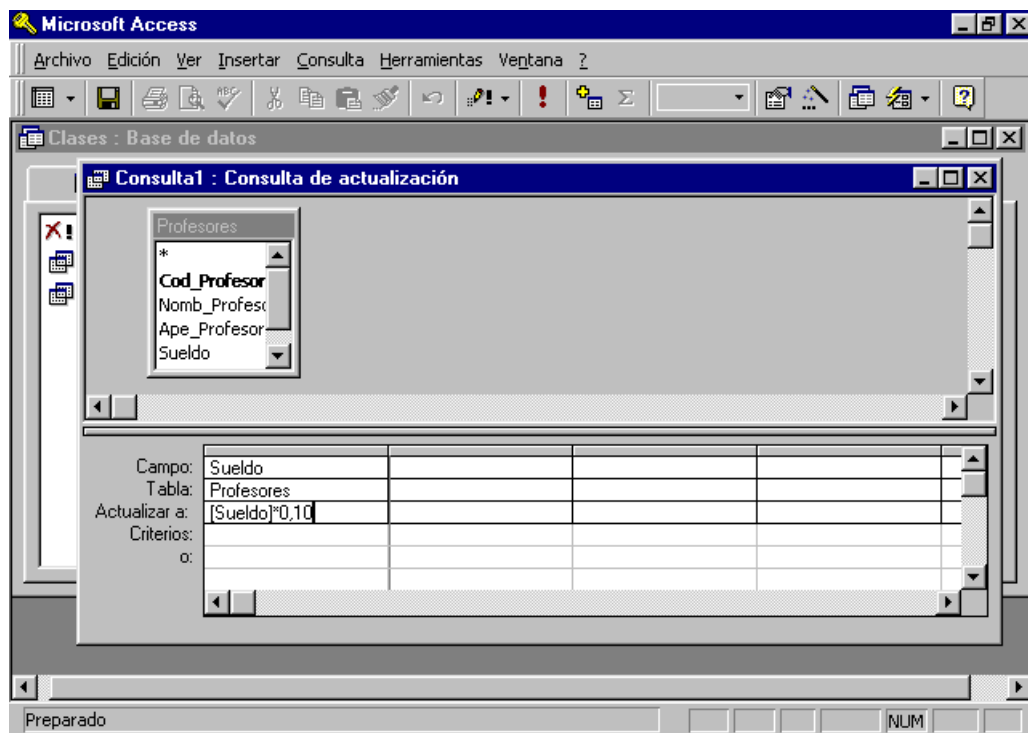 Microsoft Access
Archivo Edición Ver Insertar Consulta Herramientas Ventana ?
Clases : Base de datos
Consulta1 : Consulta de actualización
Profesores
*
Cod_Profesor
Nomb_Profesc
Ape_Profesor
Sueldo
Campo: Sueldo
Tabla: Profesores
Actualizar a: [Sueldo]*0,10
Criterios:
o:
Preparado NUM